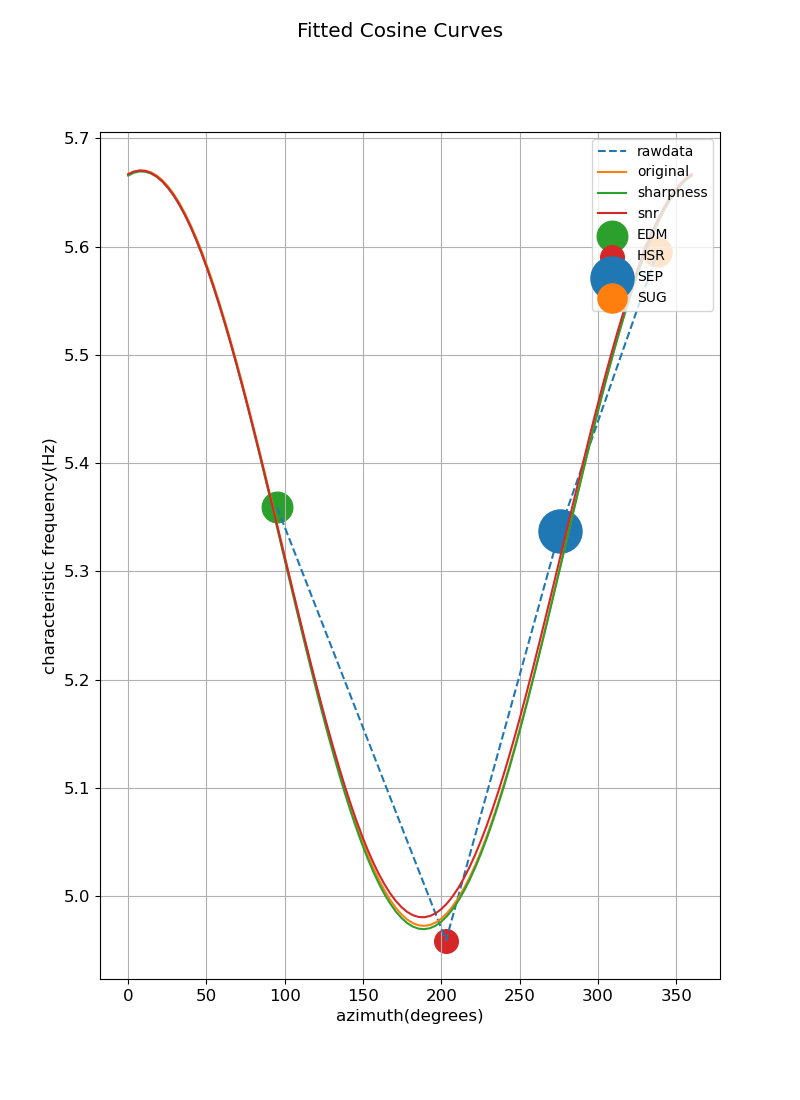 Fitted Cosine Curves
5.7
5.6
5.5
5.4
5.3
5.2
5.1
5.0
characteristic frequency(Hz)
rawdata
original
sharpness
snr
EDM
HSR
SEP
SUG
0 50 100 150 200 250 300 350
azimuth(degrees)